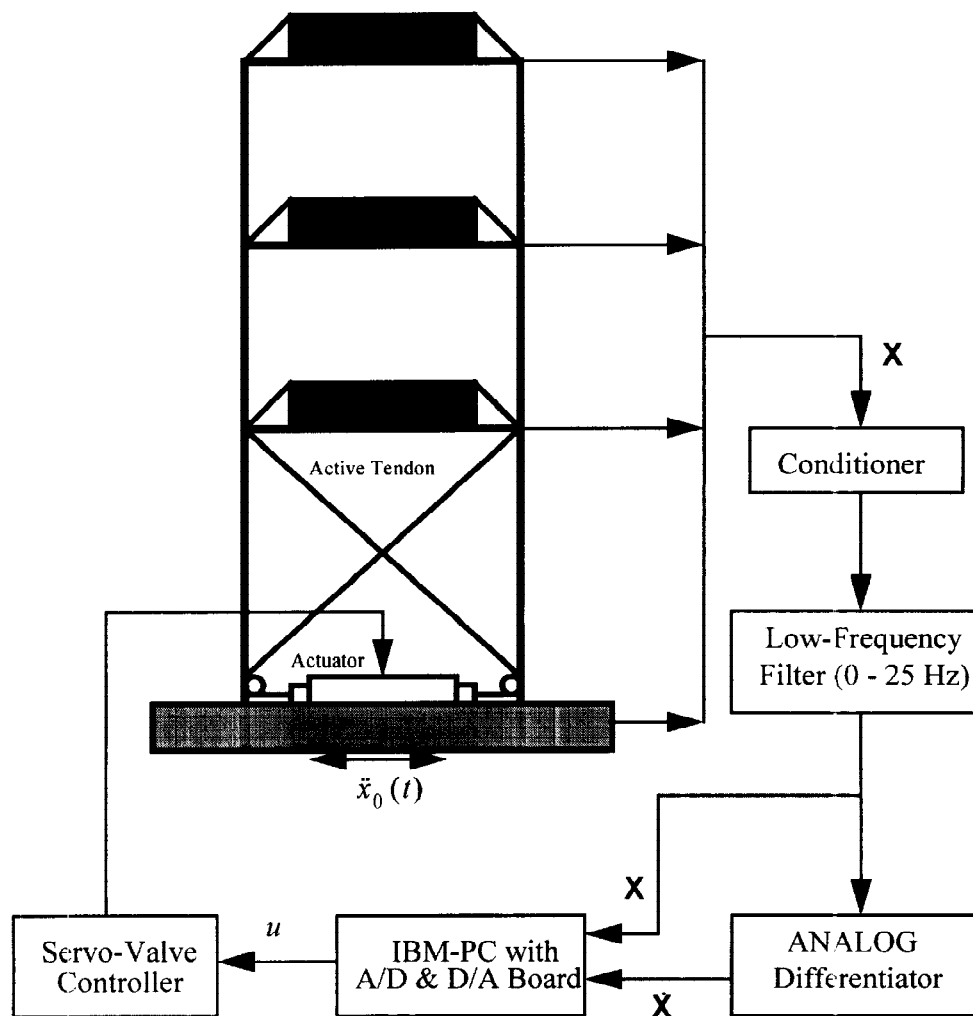 X
Conditioner
Active Tendon
Low-Frequency
Filter (0 - 25 Hz)
Actuator
ẍ₀ (t)
X
u
Servo-Valve
Controller
IBM-PC with
A/D & D/A Board
ANALOG
Differentiator
Ẋ